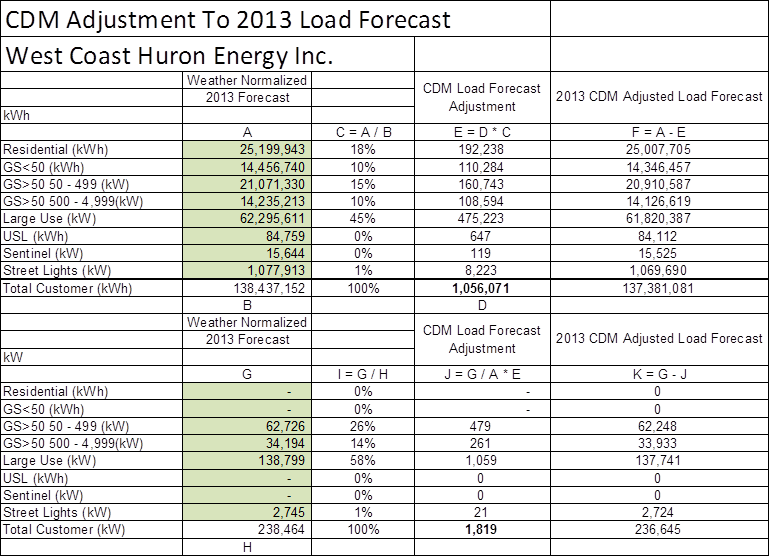 CDM Adjustment To 2013 Load Forecast
West Coast Huron Energy Inc.
kWh Weather Normalized 2013 Forecast CDM Load Forecast Adjustment 2013 CDM Adjusted Load Forecast
A C = A / B E = D * C F = A - E
Residential (kWh) 25,199,943 18% 192,238 25,007,705
GS<50 (kWh) 14,456,740 10% 110,284 14,346,457
GS>50 50 - 499 (kW) 21,071,330 15% 160,743 20,910,587
GS>50 500 - 4,999(kW) 14,235,213 10% 108,594 14,126,619
Large Use (kW) 62,295,611 45% 475,223 61,820,387
USL (kWh) 84,759 0% 647 84,112
Sentinel (kW) 15,644 0% 119 15,525
Street Lights (kW) 1,077,913 1% 8,223 1,069,690
Total Customer (kWh) 138,437,152 100% 1,056,071 137,381,081
B D
kW Weather Normalized 2013 Forecast CDM Load Forecast Adjustment 2013 CDM Adjusted Load Forecast
G I = G / H J = G / A * E K = G - J
Residential (kWh) - 0% - 0
GS<50 (kWh) - 0% - 0
GS>50 50 - 499 (kW) 62,726 26% 479 62,248
GS>50 500 - 4,999(kW) 34,194 14% 261 33,933
Large Use (kW) 138,799 58% 1,059 137,741
USL (kWh) - 0% 0 0
Sentinel (kW) - 0% 0 0
Street Lights (kW) 2,745 1% 21 2,724
Total Customer (kW) 238,464 100% 1,819 236,645
H